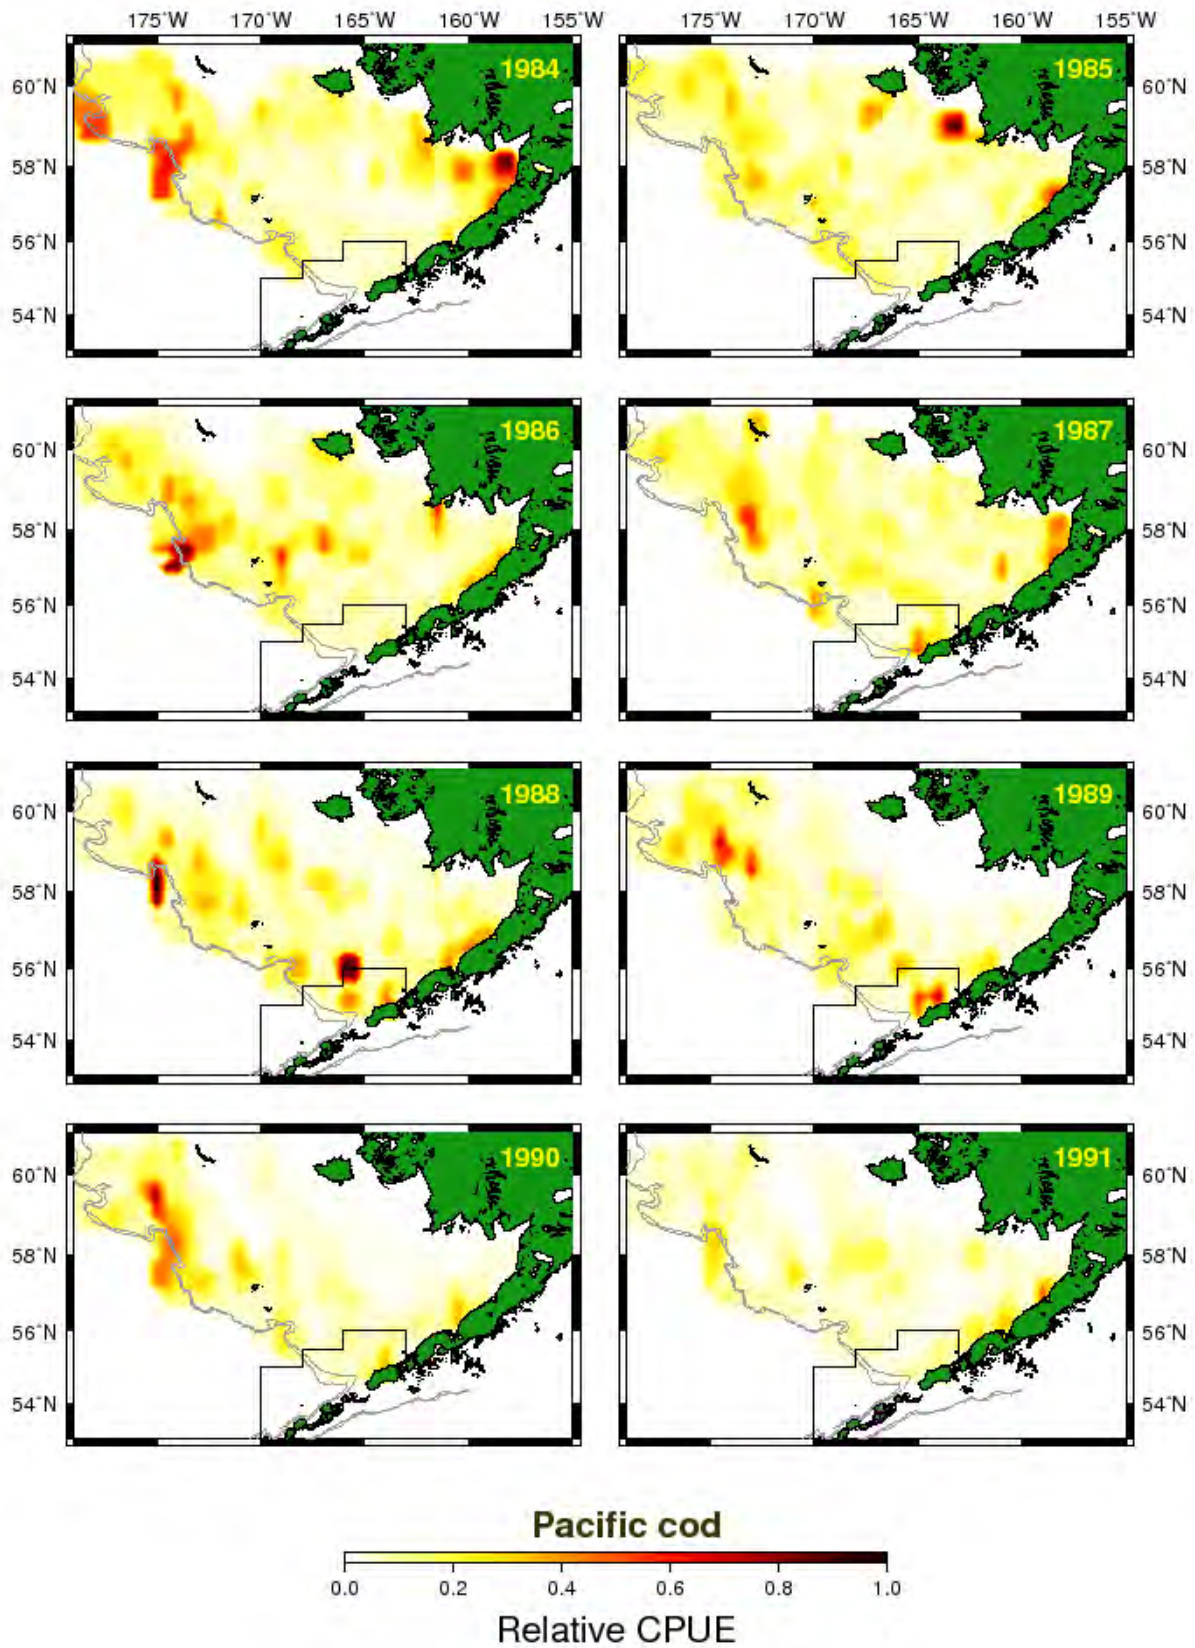 175°W 170°W 165°W 160°W 155°W 175°W 170°W 165°W 160°W 155°W
60°N 1984 1985 60°N
58°N 58°N
56°N 56°N
54°N 54°N
60°N 1986 1987 60°N
58°N 58°N
56°N 56°N
54°N 54°N
60°N 1988 1989 60°N
58°N 58°N
56°N 56°N
54°N 54°N
60°N 1990 1991 60°N
58°N 58°N
56°N 56°N
54°N 54°N
Pacific cod
0.0 0.2 0.4 0.6 0.8 1.0
Relative CPUE